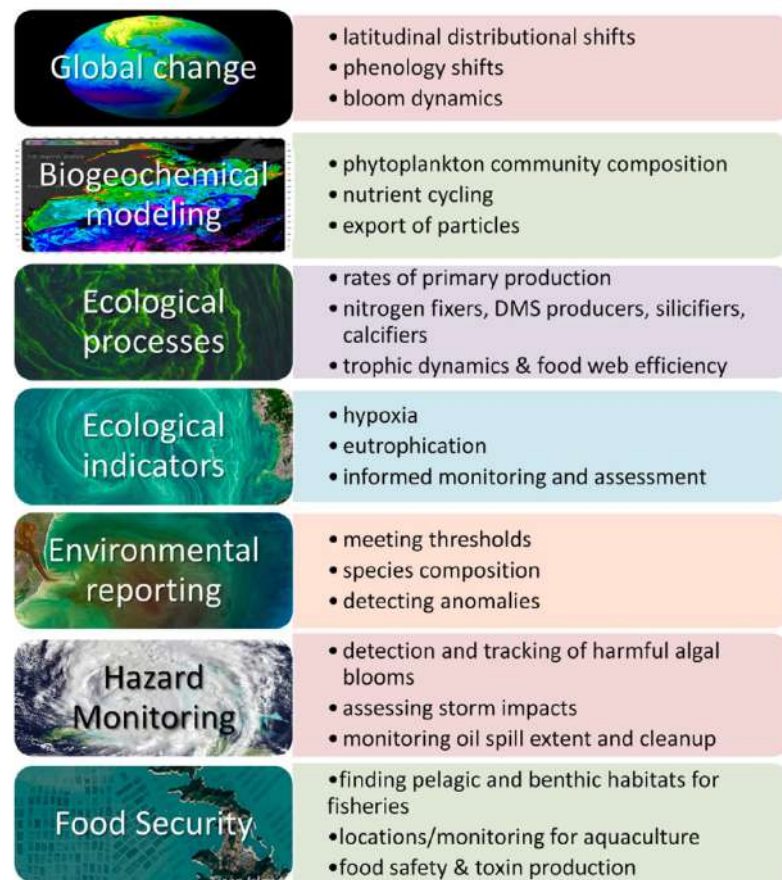 Global change
• latitudinal distributional shifts
• phenology shifts
• bloom dynamics
Biogeochemical
modeling
• phytoplankton community composition
• nutrient cycling
• export of particles
Ecological
processes
• rates of primary production
• nitrogen fixers, DMS producers, silicifiers,
calcifiers
• trophic dynamics & food web efficiency
Ecological
indicators
• hypoxia
• eutrophication
• informed monitoring and assessment
Environmental
reporting
• meeting thresholds
• species composition
• detecting anomalies
Hazard
Monitoring
• detection and tracking of harmful algal
blooms
• assessing storm impacts
• monitoring oil spill extent and cleanup
Food Security
•finding pelagic and benthic habitats for
fisheries
•locations/monitoring for aquaculture
•food safety & toxin production